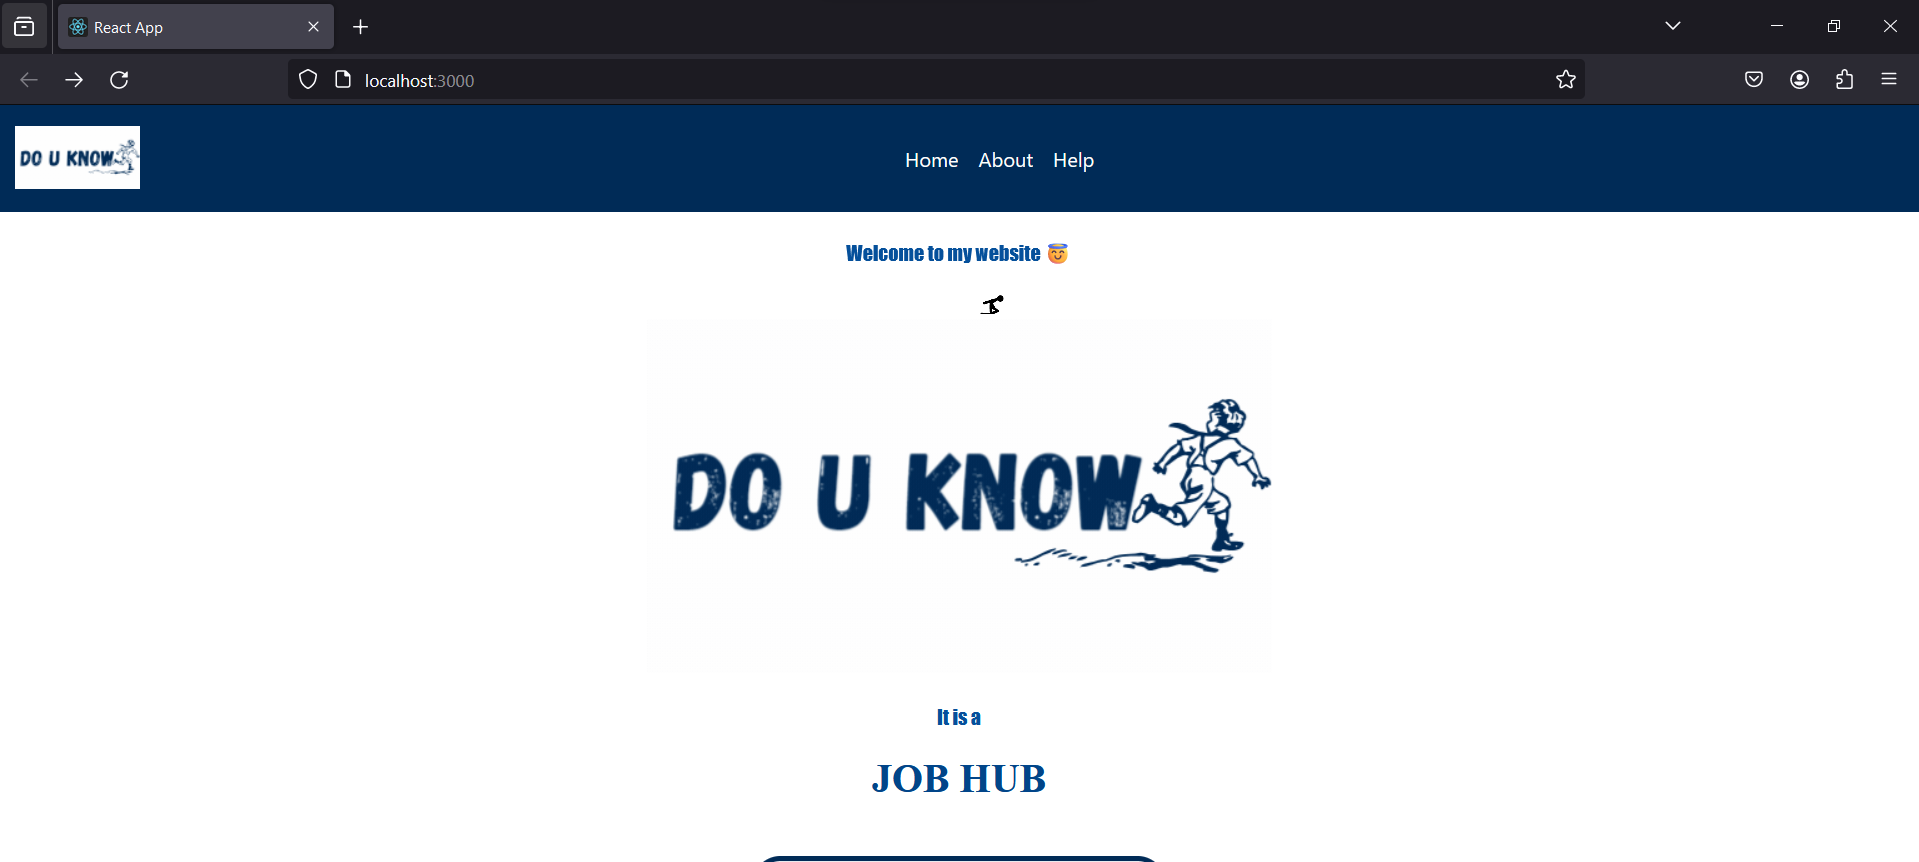 React App
localhost:3000
DO U KNOW
Home About Help
Welcome to my website 😇
DO U KNOW
It is a
JOB HUB